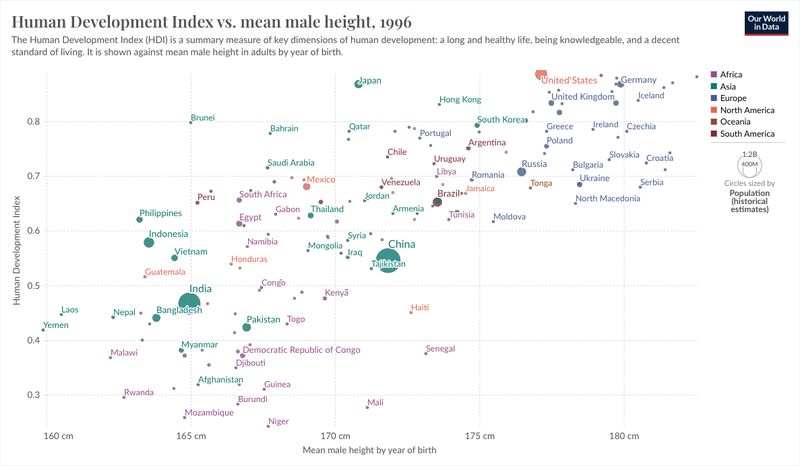 Human Development Index vs. mean male height, 1996
The Human Development Index (HDI) is a summary measure of key dimensions of human development: a long and healthy life, being knowledgeable, and a decent
standard of living. It is shown against mean male height in adults by year of birth.
Our World
in Data
Human Development Index
0.8
0.7
0.6
0.5
0.4
0.3
160 cm
165 cm
170 cm
175 cm
180 cm
Mean male height by year of birth
Japan
United States
Germany
Hong Kong
United Kingdom
Iceland
Brunei
Bahrain
Qatar
South Korea
Portugal
Greece
Ireland
Czechia
Poland
Argentina
Chile
Uruguay
Slovakia
Croatia
Saudi Arabia
Libya
Romania
Russia
Bulgaria
Mexico
Venezuela
Tonga
Ukraine
Serbia
Peru
South Africa
Jordan
Brazil
Jamaica
North Macedonia
Philippines
Egypt
Gabon
Thailand
Armenia
Tunisia
Moldova
Indonesia
Namibia
Mongolia
Syria
China
Vietnam
Iraq
Tajikistan
Guatemala
Honduras
India
Congo
Kenya
Laos
Nepal
Bangladesh
Haiti
Yemen
Pakistan
Togo
Malawi
Myanmar
Democratic Republic of Congo
Senegal
Djibouti
Rwanda
Afghanistan
Guinea
Mozambique
Burundi
Mali
Niger
Africa
Asia
Europe
North America
Oceania
South America
1.2B
400M
Circles sized by
Population
(historical
estimates)